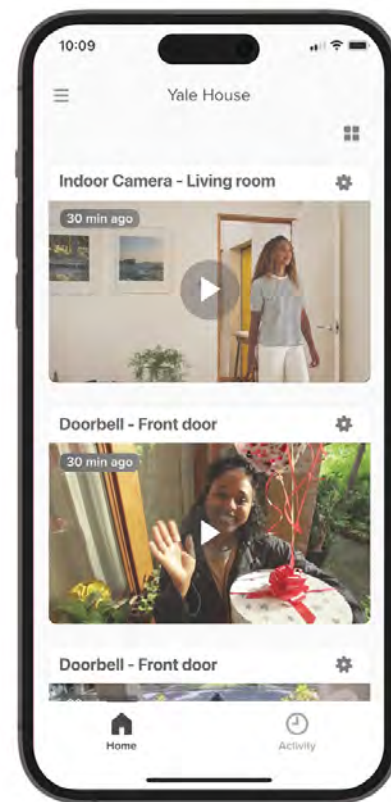 10:09
Yale House
Indoor Camera - Living room
30 min ago
Doorbell - Front door
30 min ago
Doorbell - Front door
Home
Activity